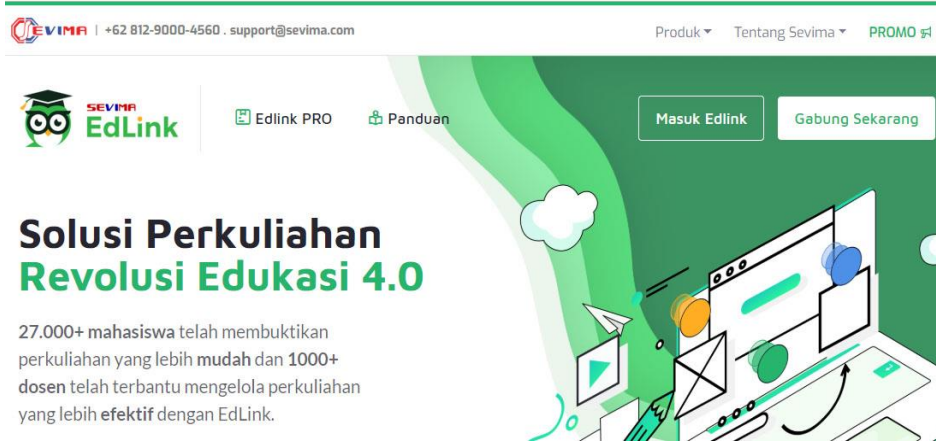 SEVIMA | +62 812-9000-4560 . support@sevima.com
Produk Tentang Sevima PROMO
SEVIMA
EdLink
Edlink PRO Panduan
Masuk Edlink Gabung Sekarang
Solusi Perkuliahan
Revolusi Edukasi 4.0
27.000+ mahasiswa telah membuktikan
perkuliahan yang lebih mudah dan 1000+
dosen telah terbantu mengelola perkuliahan
yang lebih efektif dengan EdLink.